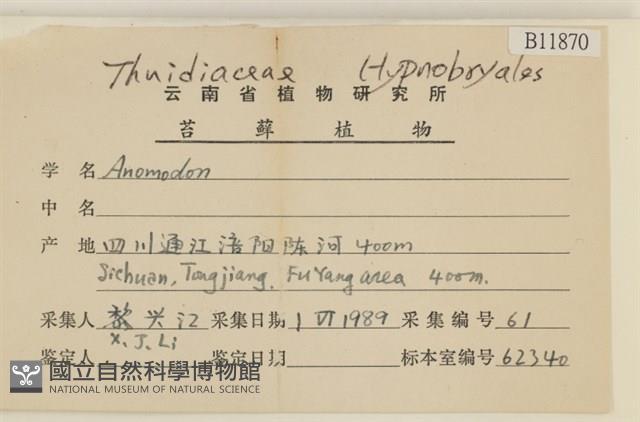 B11870
Thuidiaceae Hypnobryales
云南省植物研究所
苔藓植物
学名 Anomodon
中名
产地 四川通江涪阳陈河 400m
Sichuan, Tongjiang, FuYang area 400m.
采集人 黎兴江 采集日期 1 VI 1989 采集编号 61
X. J. Li
鉴定人 鉴定日期 标本室编号 62340
國立自然科學博物館
NATIONAL MUSEUM OF NATURAL SCIENCE